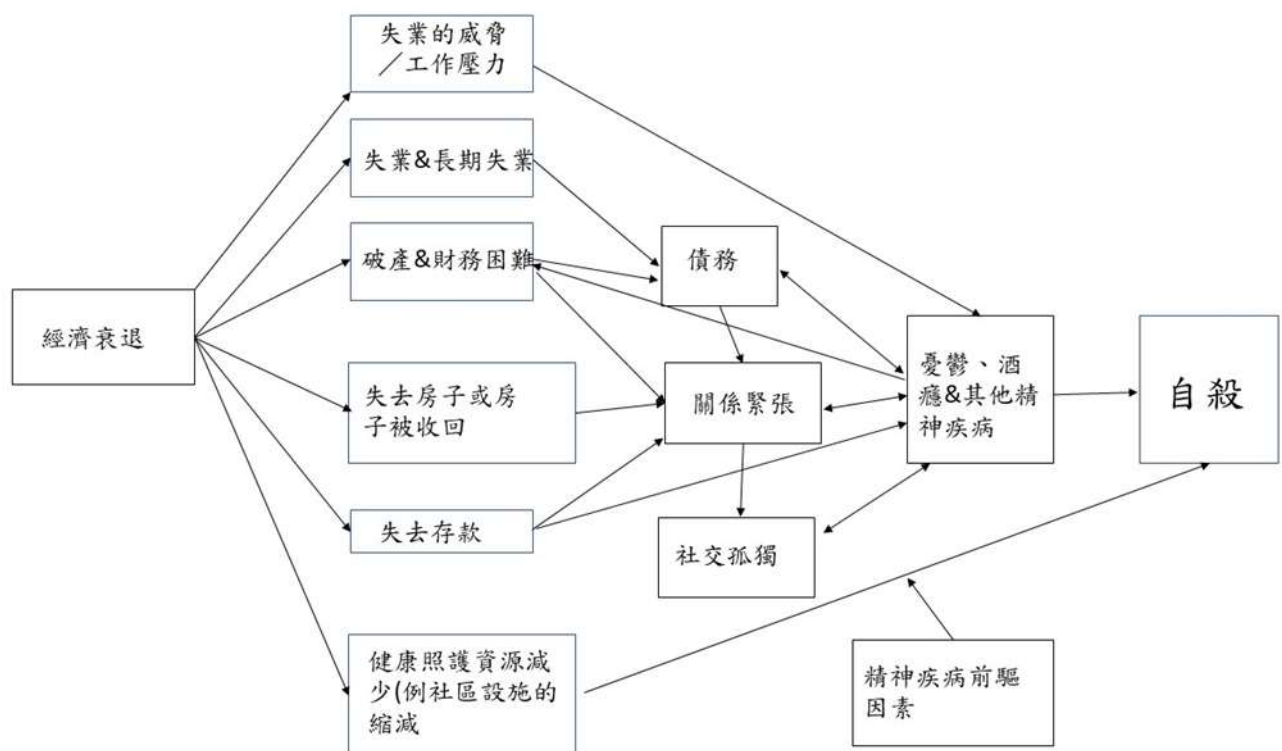 失業的威脅
／工作壓力
失業&長期失業
破產&財務困難
債務
經濟衰退
失去房子或房
子被收回
關係緊張
憂鬱、酒
癮&其他精
神疾病
自殺
失去存款
社交孤獨
健康照護資源減
少(例社區設施的
縮減
精神疾病前驅
因素